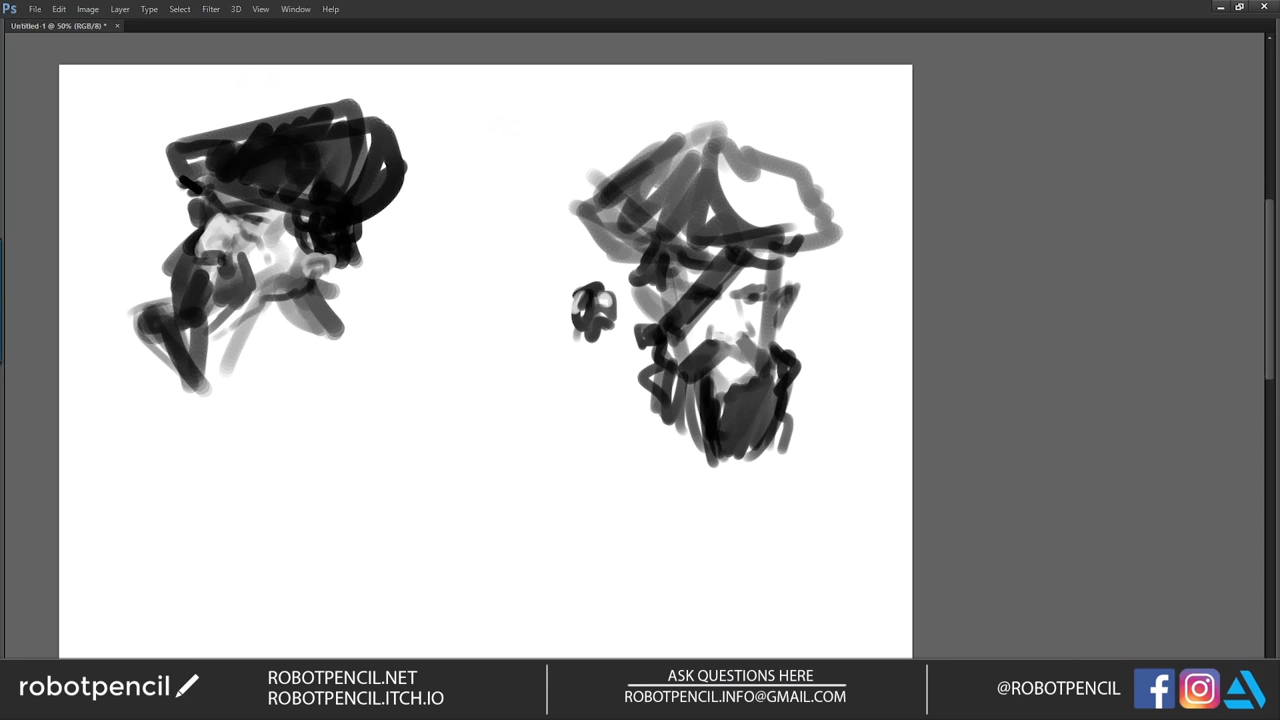 Ps File Edit Image Layer Type Select Filter 3D View Window Help
Untitled-1 @ 50% (RGB/8) * ×
robotpencil
ROBOTPENCIL.NET
ROBOTPENCIL.ITCH.IO
ASK QUESTIONS HERE
ROBOTPENCIL.INFO@GMAIL.COM
@ROBOTPENCIL